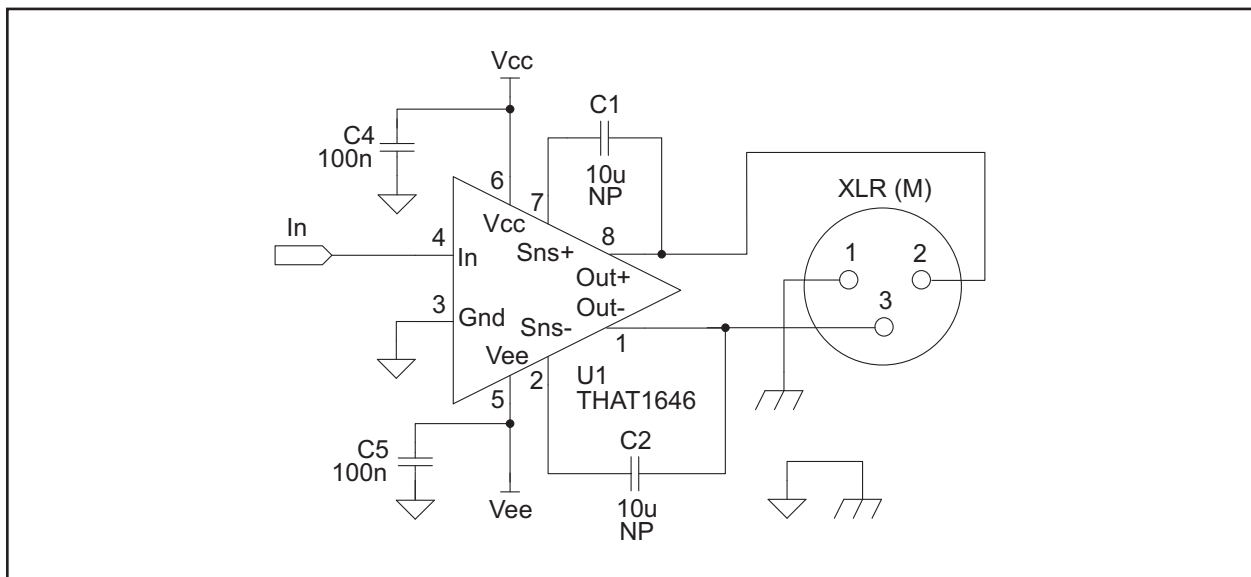 Vcc
C1
C4
100n
10u
NP
XLR (M)
6
7
Vcc
In
4
Sns+
8
1
2
In
Out+
3
Out-
3
Gnd
Sns-
1
Vee
2
U1
THAT1646
5
C2
C5
100n
Vee
10u
NP